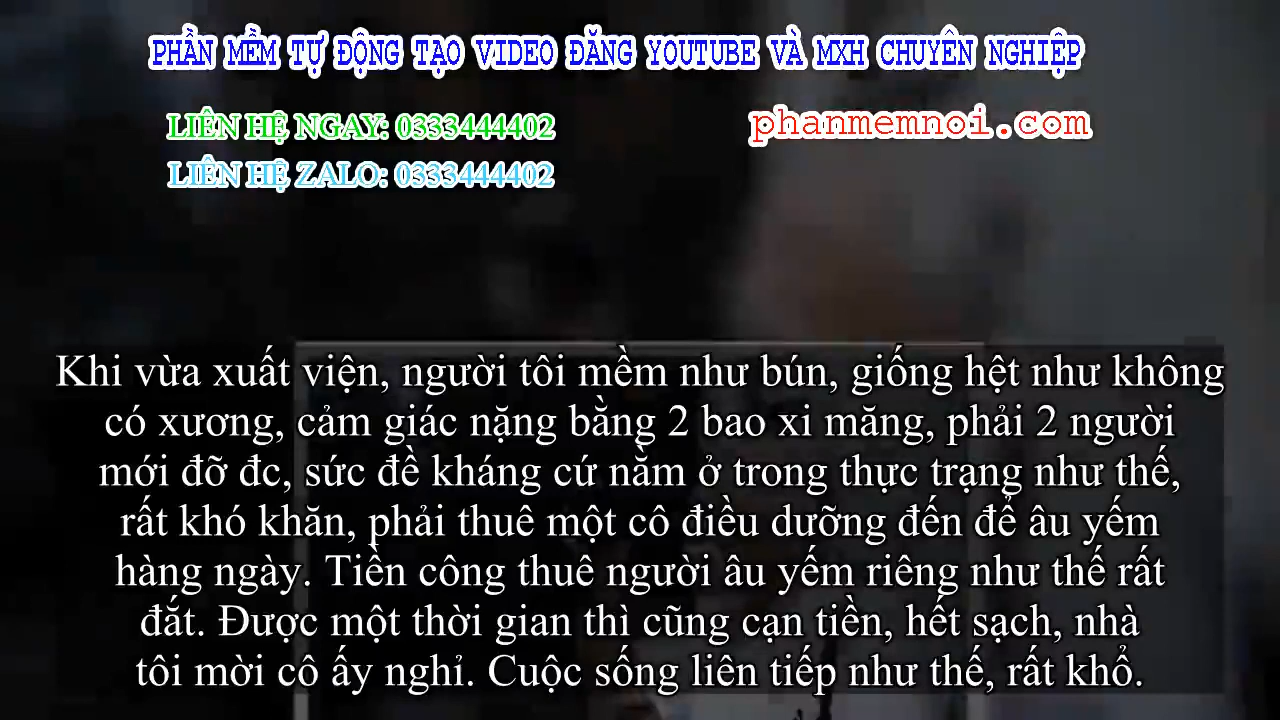 PHẦN MỀM TỰ ĐỘNG TẠO VIDEO ĐĂNG YOUTUBE VÀ MXH CHUYÊN NGHIỆP
LIÊN HỆ NGAY: 0333444402
phanmemnoi.com
LIÊN HỆ ZALO: 0333444402
Khi vừa xuất viện, người tôi mềm như bún, giống hệt như không
có xương, cảm giác nặng bằng 2 bao xi măng, phải 2 người
mới đỡ đc, sức đề kháng cứ nằm ở trong thực trạng như thế,
rất khó khăn, phải thuê một cô điều dưỡng đến để âu yếm
hàng ngày. Tiền công thuê người âu yếm riêng như thế rất
đắt. Được một thời gian thì cũng cạn tiền, hết sạch, nhà
tôi mời cô ấy nghỉ. Cuộc sống liên tiếp như thế, rất khổ.